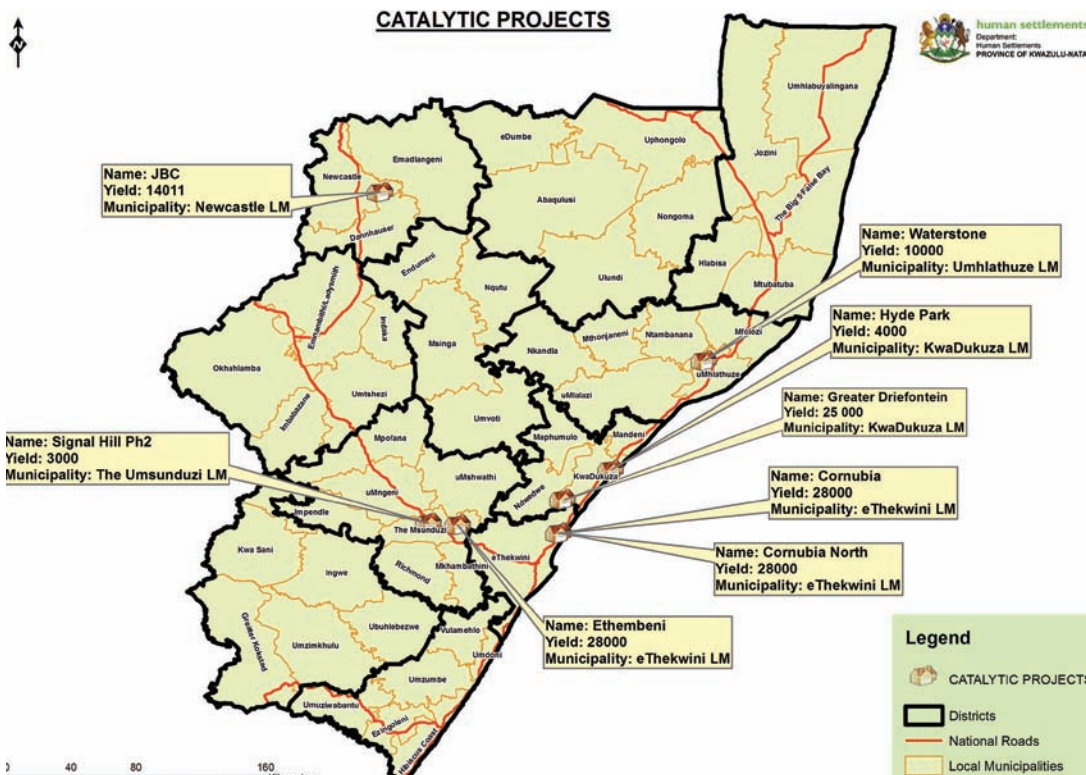 CATALYTIC PROJECTS
human settlements
Department:
Human Settlements
PROVINCE OF KWAZULU-NATAL
Name: JBC
Yield: 14011
Municipality: Newcastle LM
Name: Waterstone
Yield: 10000
Municipality: Umhlathuze LM
Name: Hyde Park
Yield: 4000
Municipality: KwaDukuza LM
Name: Greater Driefontein
Yield: 25 000
Municipality: KwaDukuza LM
Name: Signal Hill Ph2
Yield: 3000
Municipality: The Umsunduzi LM
Name: Cornubia
Yield: 28000
Municipality: eThekwini LM
Name: Cornubia North
Yield: 28000
Municipality: eThekwini LM
Name: Ethembeni
Yield: 28000
Municipality: eThekwini LM
Umhlabuyalingana
Jozini
The Big 5 False Bay
Hlabisa
Mtubatuba
eDumbe
Uphongolo
Abaqulusi
Nongoma
Ulundi
Emadlangeni
Newcastle
Dannhauser
Endumeni
Nqutu
Msinga
Umvoti
Emnambithi/Ladysmith
Indaka
Okhahlamba
Umtshezi
Imbabazane
Nkandla
Mthonjaneni
Ntambanana
Mfolozi
uMhlathuze
uMlalazi
Maphumulo
Mandeni
KwaDukuza
Ndwedwe
Mpofana
uMshwathi
uMngeni
Impendle
The Msunduzi
Mkhambathini
Richmond
eThekwini
Kwa Sani
Ingwe
Greater Kokstad
Umzimkhulu
Ubuhlebezwe
Vulamehlo
Umdoni
Umzumbe
Umuziwabantu
Ezingoleni
Hibiscus Coast
Legend
CATALYTIC PROJECTS
Districts
National Roads
Local Municipalities
0 40 80 160